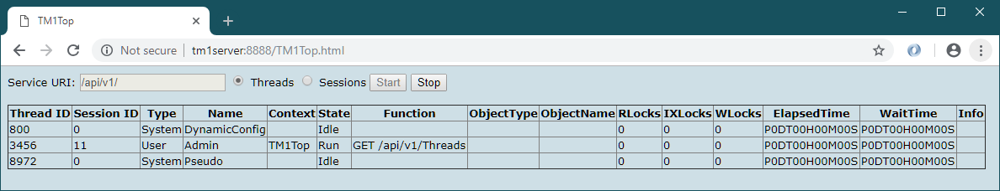 TM1Top
Not secure | tm1server:8888/TM1Top.html
Service URI: /api/v1/ Threads Sessions Start Stop
Thread ID Session ID Type Name Context State Function ObjectType ObjectName RLocks IXLocks WLocks ElapsedTime WaitTime Info
800 0 System DynamicConfig Idle 0 0 0 P0DT00H00M00S P0DT00H00M00S
3456 11 User Admin TM1Top Run GET /api/v1/Threads 0 0 0 P0DT00H00M00S P0DT00H00M00S
8972 0 System Pseudo Idle 0 0 0 P0DT00H00M00S P0DT00H00M00S